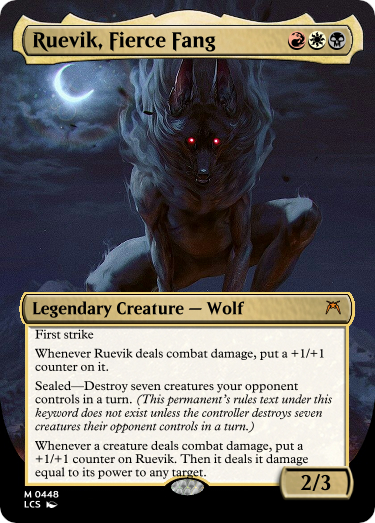 Ruevik, Fierce Fang
Legendary Creature — Wolf
First strike
Whenever Ruevik deals combat damage, put a +1/+1
counter on it.
Sealed—Destroy seven creatures your opponent
controls in a turn. (This permanent's rules text under this
keyword does not exist unless the controller destroys seven
creatures their opponent controls in a turn.)
Whenever a creature deals combat damage, put a
+1/+1 counter on Ruevik. Then it deals it damage
equal to its power to any target.
2/3
M 0448
LCS